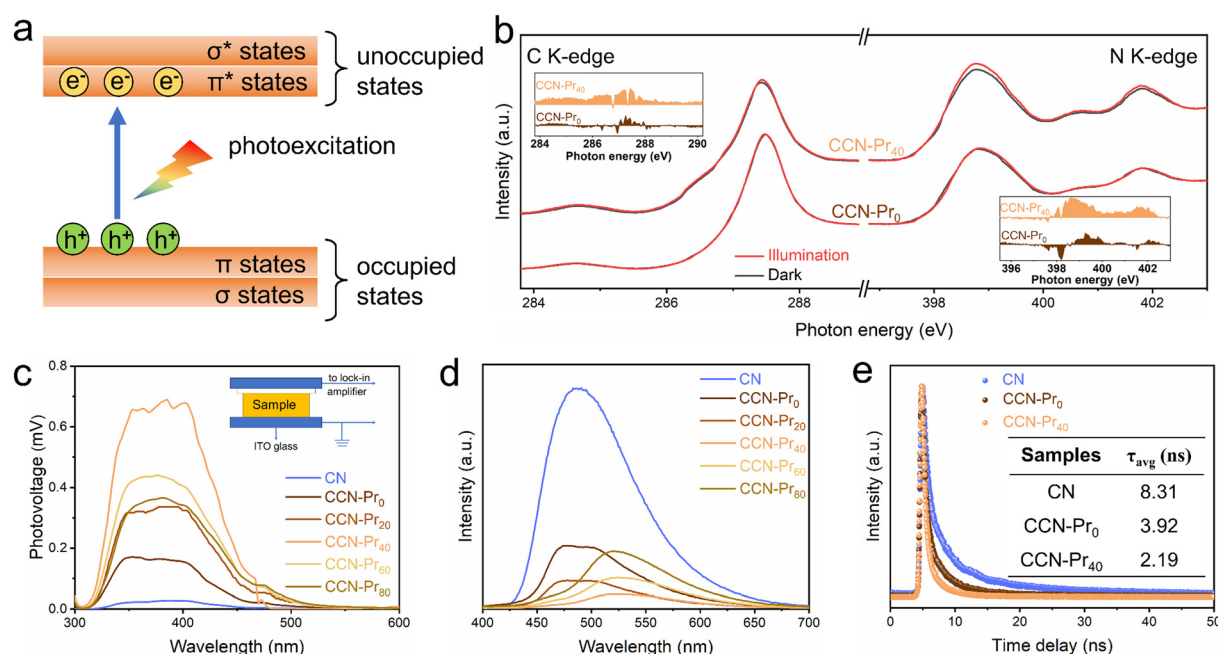 a
σ* states
e⁻ e⁻ e⁻
π* states
unoccupied
states
photoexcitation
h⁺ h⁺ h⁺
π states
σ states
occupied
states
b
C K-edge
N K-edge
CCN-Pr₄₀
CCN-Pr₀
284 286 288 290
Photon energy (eV)
CCN-Pr₄₀
CCN-Pr₀
CCN-Pr₄₀
CCN-Pr₀
396 398 400 402
Photon energy (eV)
Illumination
Dark
Intensity (a.u.)
284 286 288 398 400 402
Photon energy (eV)
c
to lock-in
amplifier
Sample
ITO glass
CN
CCN-Pr₀
CCN-Pr₂₀
CCN-Pr₄₀
CCN-Pr₆₀
CCN-Pr₈₀
Photovoltage (mV)
0.8
0.6
0.4
0.2
0.0
300 400 500 600
Wavelength (nm)
d
CN
CCN-Pr₀
CCN-Pr₂₀
CCN-Pr₄₀
CCN-Pr₆₀
CCN-Pr₈₀
Intensity (a.u.)
400 450 500 550 600 650 700
Wavelength (nm)
e
CN
CCN-Pr₀
CCN-Pr₄₀
Samples τavg (ns)
CN 8.31
CCN-Pr₀ 3.92
CCN-Pr₄₀ 2.19
Intensity (a.u.)
0 10 20 30 40 50
Time delay (ns)